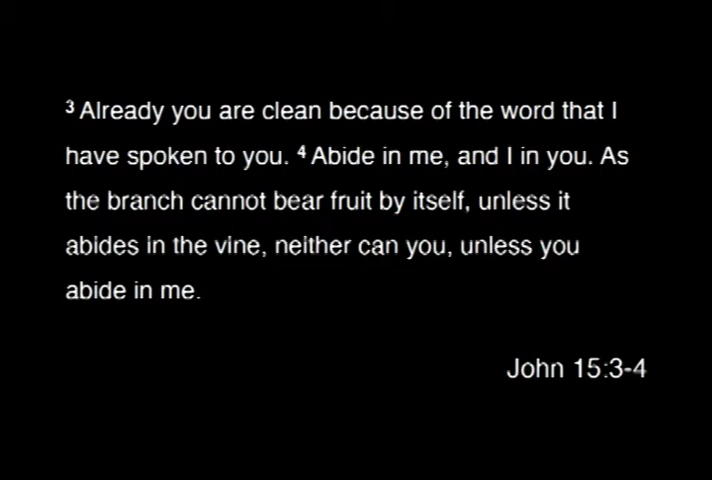 ³ Already you are clean because of the word that I
have spoken to you. ⁴ Abide in me, and I in you. As
the branch cannot bear fruit by itself, unless it
abides in the vine, neither can you, unless you
abide in me.
John 15:3-4